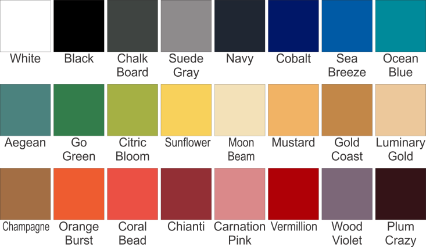 White Black Chalk Suede Navy Cobalt Sea Ocean
Board Gray Breeze Blue
Aegean Go Citric Sunflower Moon Mustard Gold Luminary
Green Bloom Beam Coast Gold
Champagne Orange Coral Chianti Carnation Vermillion Wood Plum
Burst Bead Pink Violet Crazy